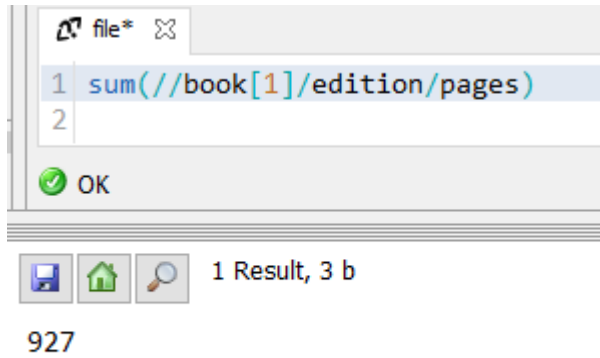 file*
1 sum(//book[1]/edition/pages)
2
OK
1 Result, 3 b
927